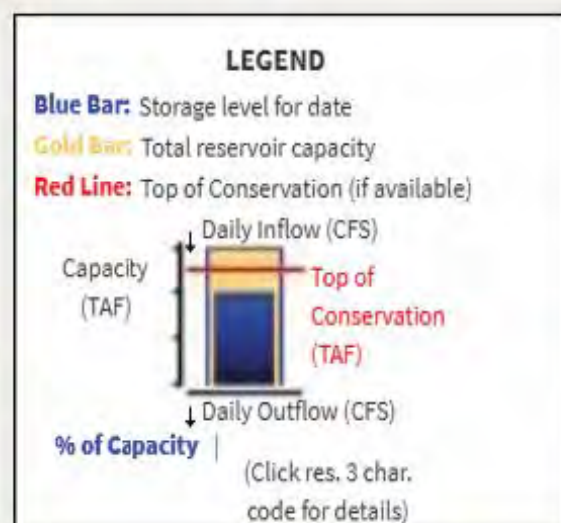 LEGEND
Blue Bar: Storage level for date
Gold Bar: Total reservoir capacity
Red Line: Top of Conservation (if available)
↓ Daily Inflow (CFS)
Capacity
(TAF)
Top of
Conservation
(TAF)
↓ Daily Outflow (CFS)
% of Capacity |
(Click res. 3 char.
code for details)